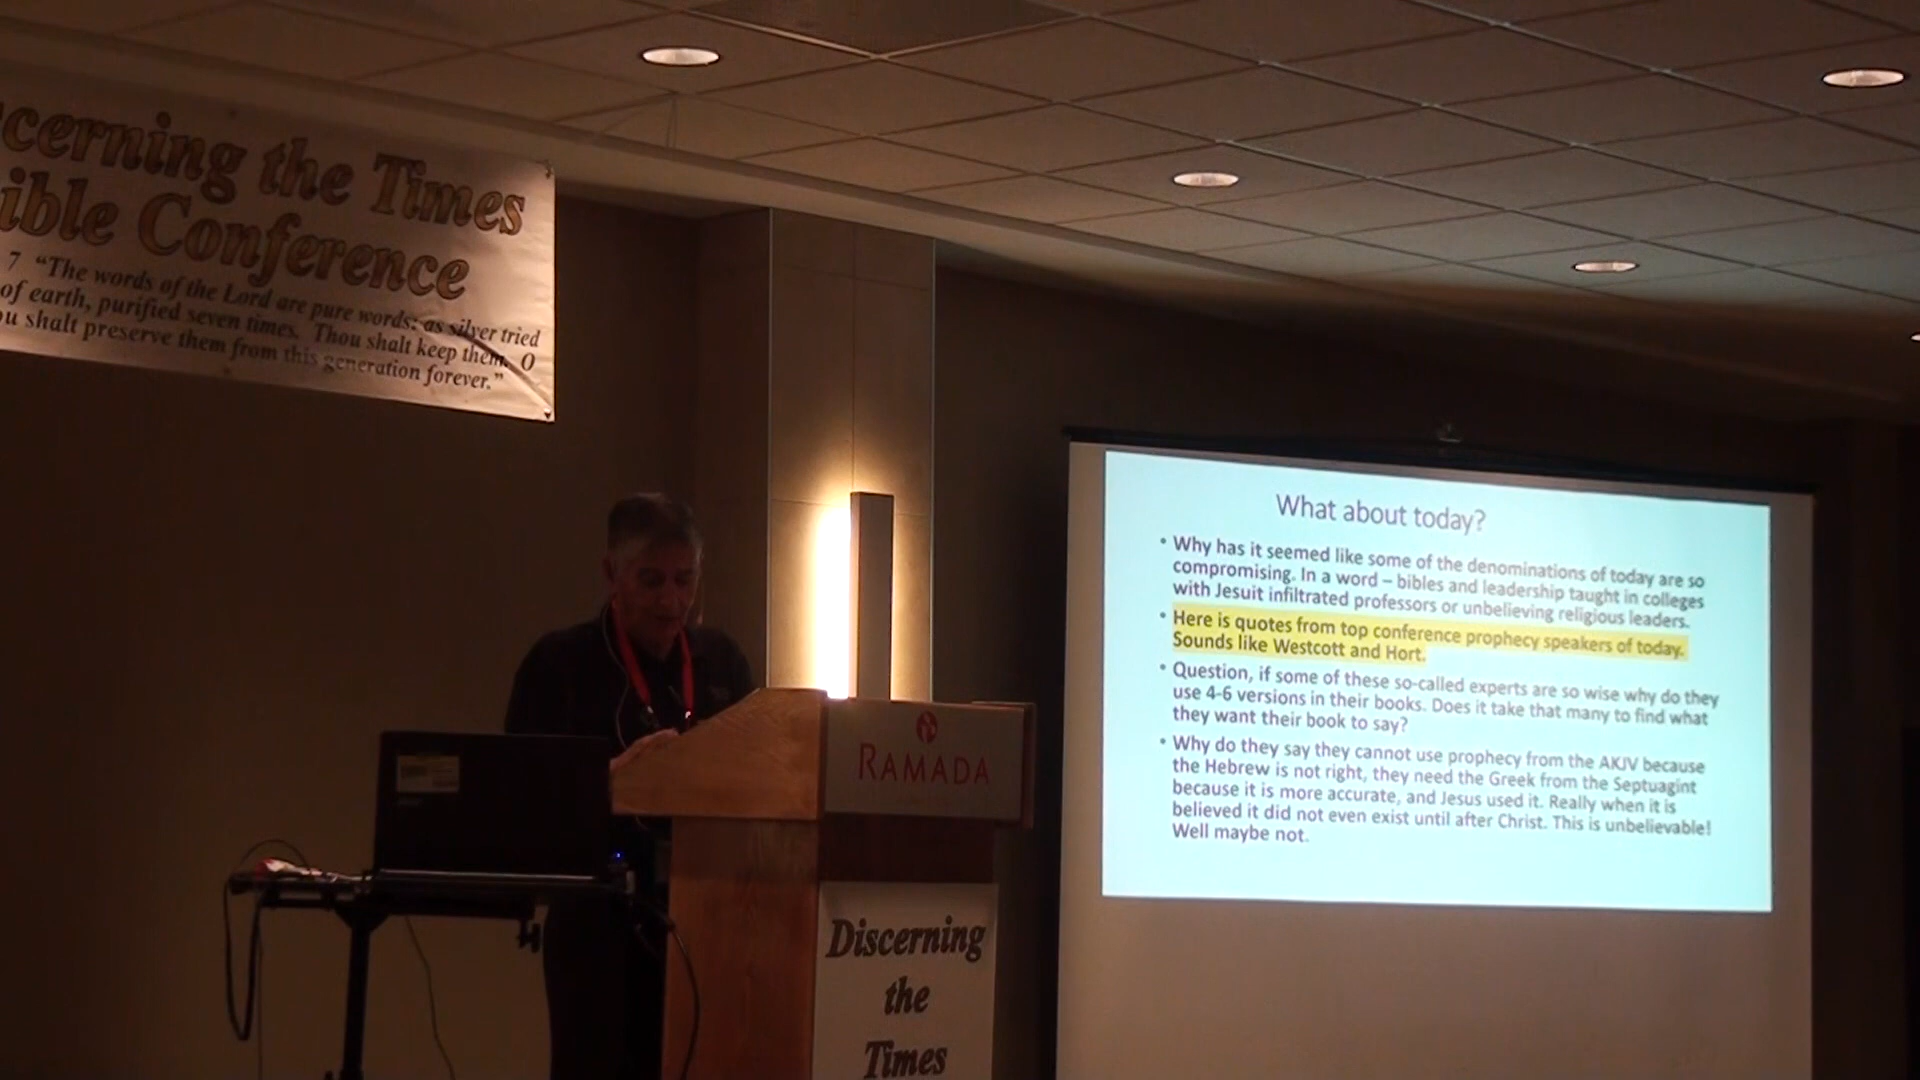 cerning the Times
ible Conference
7 "The words of the Lord are pure words: as silver tried
of earth, purified seven times. Thou shalt keep them, O
ou shalt preserve them from this generation forever."
RAMADA
Discerning
the
Times
What about today?
• Why has it seemed like some of the denominations of today are so
compromising. In a word – bibles and leadership taught in colleges
with Jesuit infiltrated professors or unbelieving religious leaders.
• Here is quotes from top conference prophecy speakers of today.
Sounds like Westcott and Hort.
• Question, if some of these so-called experts are so wise why do they
use 4-6 versions in their books. Does it take that many to find what
they want their book to say?
• Why do they say they cannot use prophecy from the AKJV because
the Hebrew is not right, they need the Greek from the Septuagint
because it is more accurate, and Jesus used it. Really when it is
believed it did not even exist until after Christ. This is unbelievable!
Well maybe not.